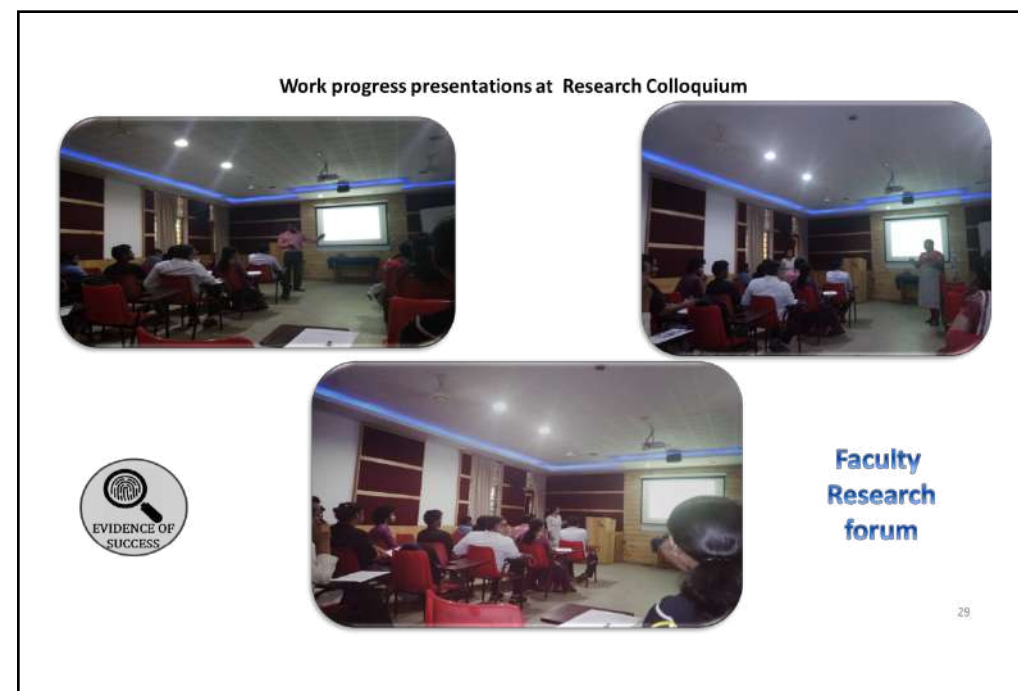 Work progress presentations at  Research Colloquium
EVIDENCE OF
SUCCESS
Faculty
Research
forum
29